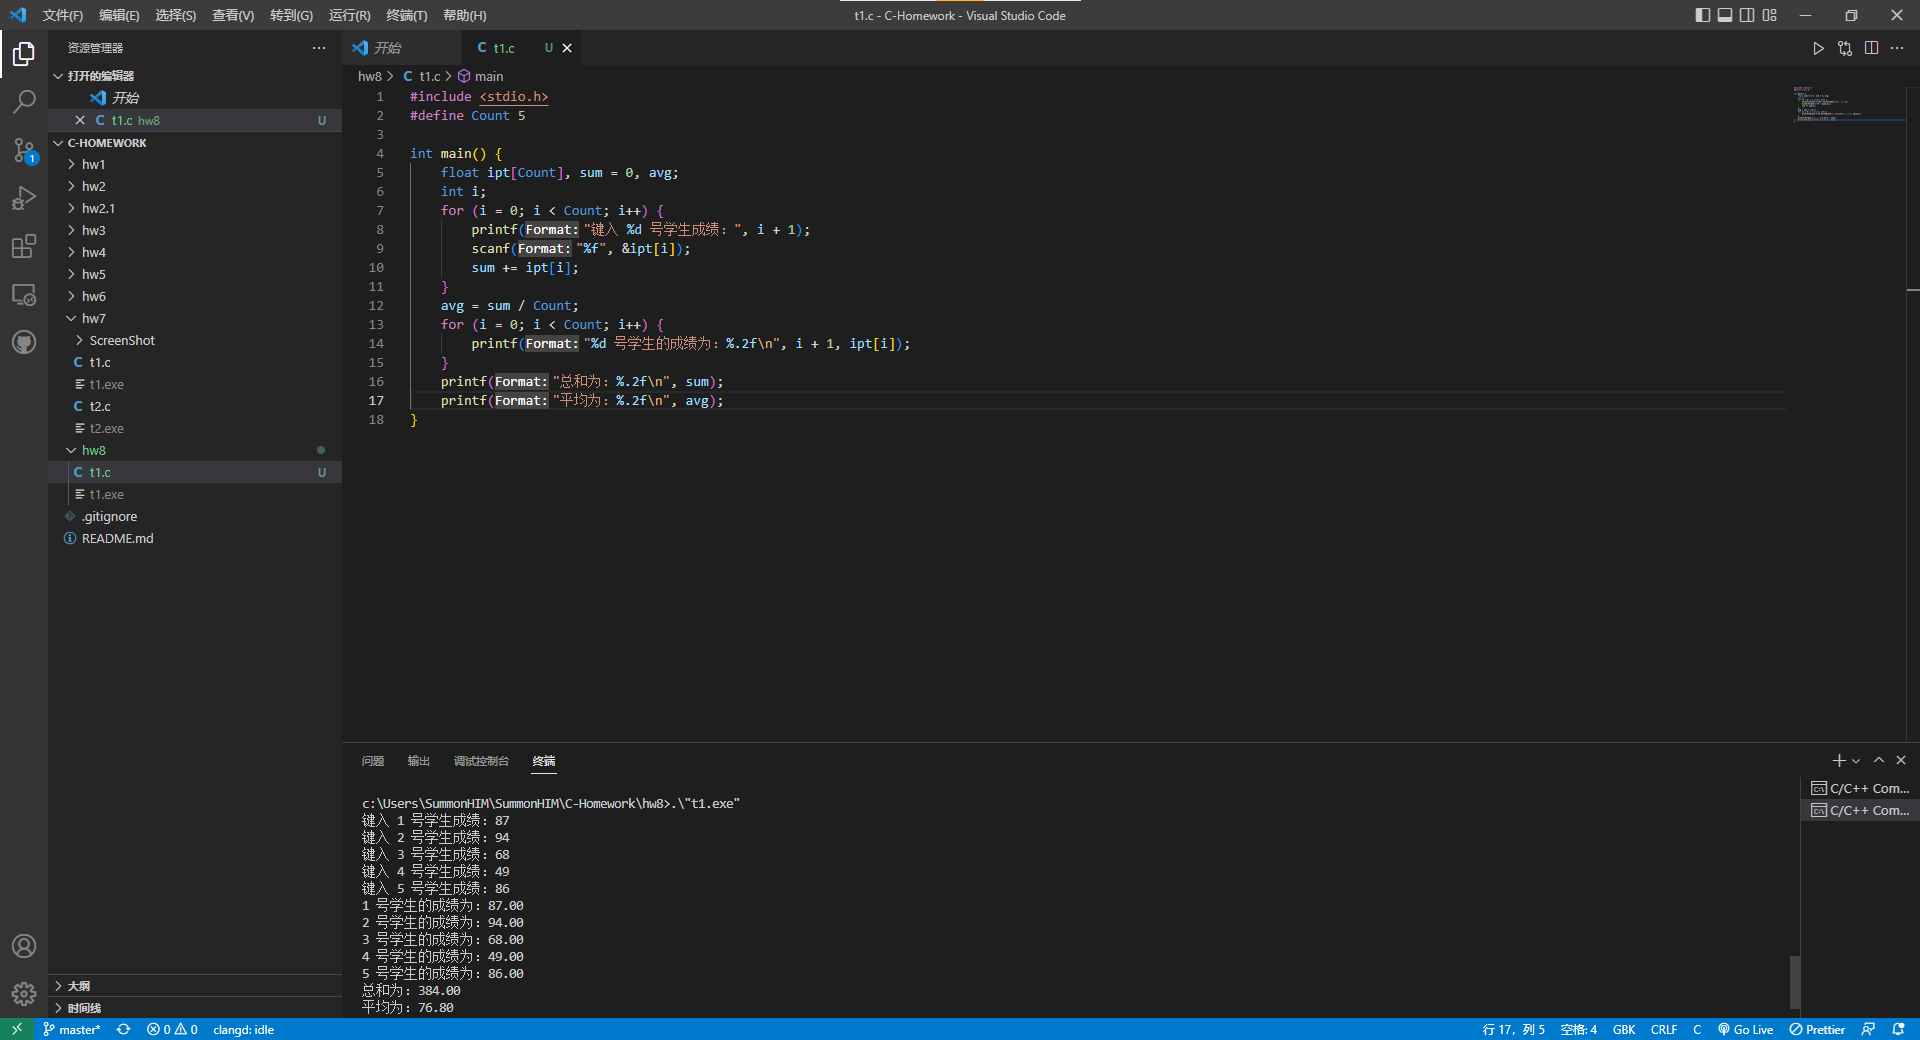 文件(F) 编辑(E) 选择(S) 查看(V) 转到(G) 运行(R) 终端(T) 帮助(H)
t1.c - C-Homework - Visual Studio Code
资源管理器
打开的编辑器
开始
t1.c hw8 U
C-HOMEWORK
hw1
hw2
hw2.1
hw3
hw4
hw5
hw6
hw7
ScreenShot
C t1.c
t1.exe
C t2.c
t2.exe
hw8
C t1.c U
t1.exe
.gitignore
README.md
大纲
时间线
1
开始
C t1.c U
hw8 > C t1.c > main
1 #include <stdio.h>
2 #define Count 5
3
4 int main() {
5 float ipt[Count], sum = 0, avg;
6 int i;
7 for (i = 0; i < Count; i++) {
8 printf(Format: "键入 %d 号学生成绩：", i + 1);
9 scanf(Format: "%f", &ipt[i]);
10 sum += ipt[i];
11 }
12 avg = sum / Count;
13 for (i = 0; i < Count; i++) {
14 printf(Format: "%d 号学生的成绩为：%.2f\n", i + 1, ipt[i]);
15 }
16 printf(Format: "总和为：%.2f\n", sum);
17 printf(Format: "平均为：%.2f\n", avg);
18 }
问题 输出 调试控制台 终端
c:\Users\SummonHIM\SummonHIM\C-Homework\hw8>.\"t1.exe"
键入 1 号学生成绩：87
键入 2 号学生成绩：94
键入 3 号学生成绩：68
键入 4 号学生成绩：49
键入 5 号学生成绩：86
1 号学生的成绩为：87.00
2 号学生的成绩为：94.00
3 号学生的成绩为：68.00
4 号学生的成绩为：49.00
5 号学生的成绩为：86.00
总和为：384.00
平均为：76.80
C/C++ Com...
C/C++ Com...
master* 0 0 clangd: idle
行 17，列 5 空格: 4 GBK CRLF C Go Live Prettier